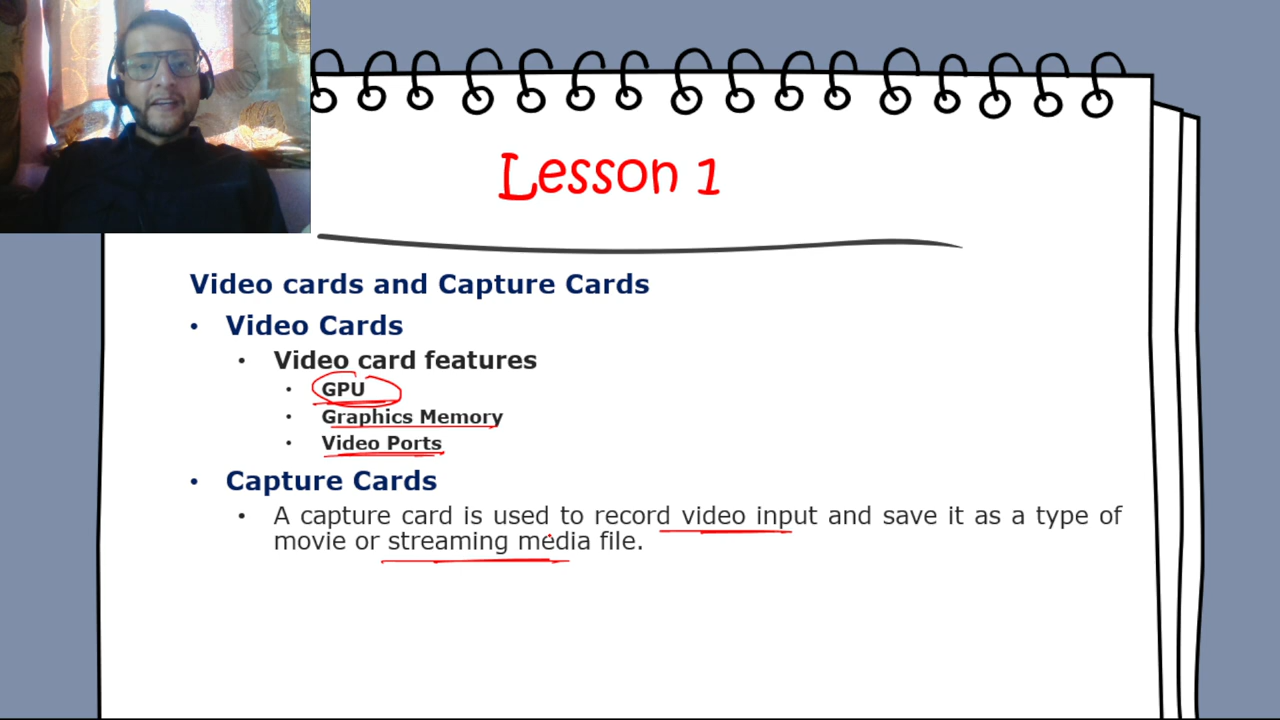 Lesson 1
Video cards and Capture Cards
• Video Cards
• Video card features
• GPU
• Graphics Memory
• Video Ports
• Capture Cards
• A capture card is used to record video input and save it as a type of
movie or streaming media file.